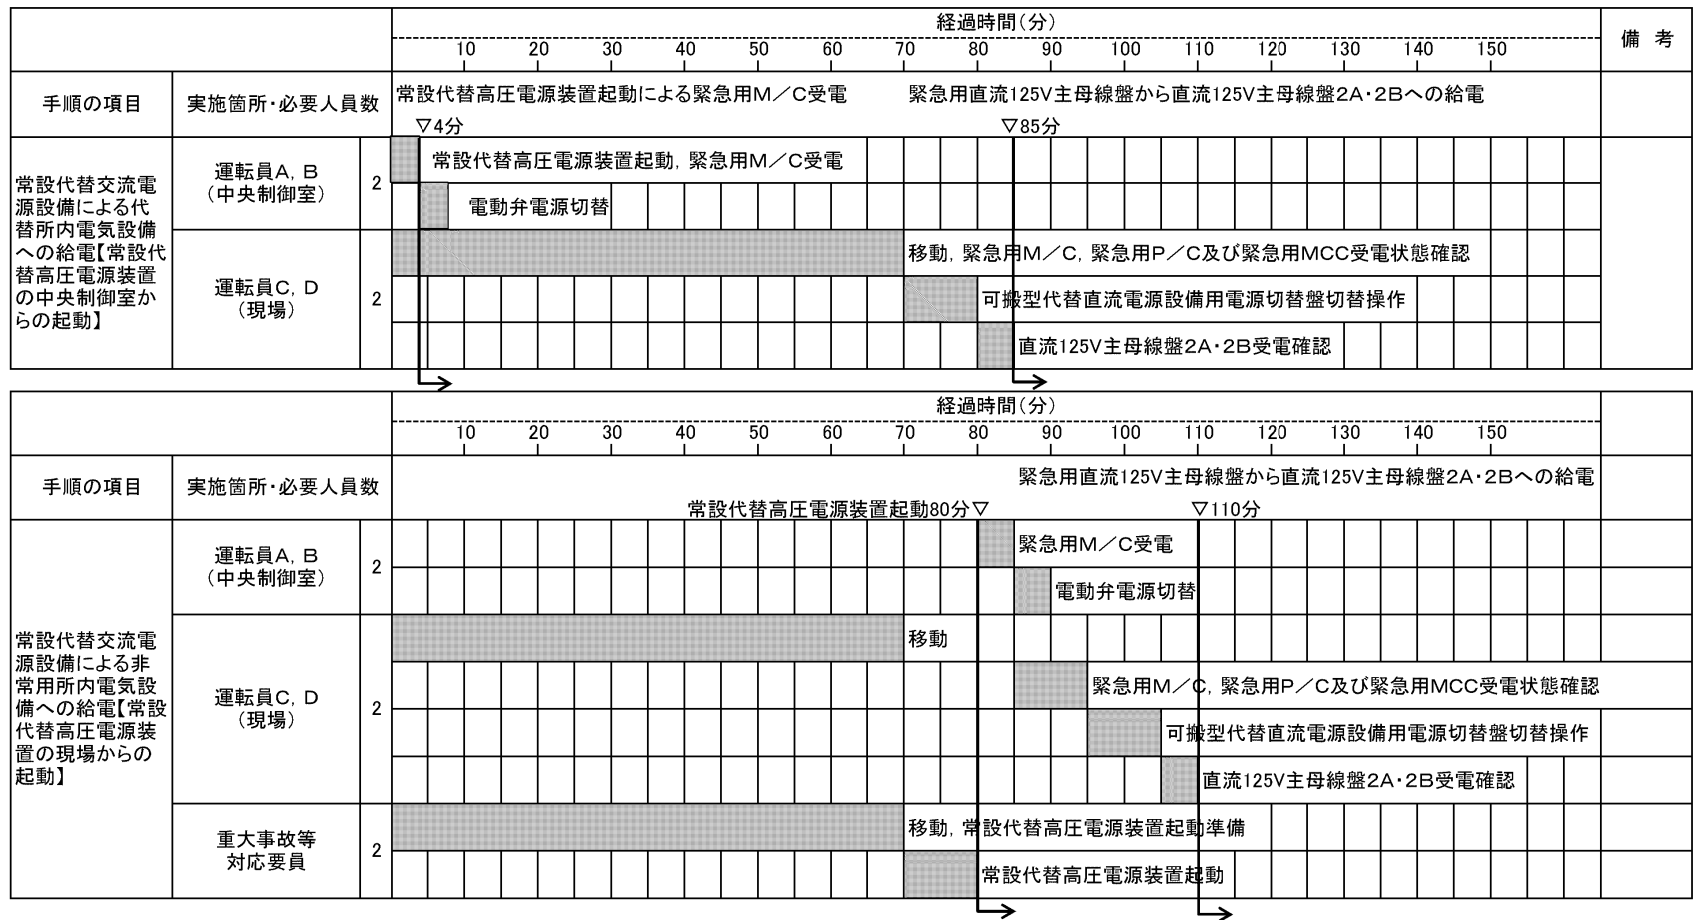 経過時間(分)
備 考
10 20 30 40 50 60 70 80 90 100 110 120 130 140 150
手順の項目
実施箇所・必要人員数
常設代替高圧電源装置起動による緊急用M/C受電
緊急用直流125V主母線盤から直流125V主母線盤2A・2Bへの給電
▽4分
▽85分
常設代替交流電
源設備による代
替所内電気設備
への給電【常設代
替高圧電源装置
の中央制御室か
らの起動】
運転員A,B
(中央制御室)
2
常設代替高圧電源装置起動,緊急用M/C受電
電動弁電源切替
運転員C,D
(現場)
2
移動,緊急用M/C,緊急用P/C及び緊急用MCC受電状態確認
可搬型代替直流電源設備用電源切替盤切替操作
直流125V主母線盤2A・2B受電確認
経過時間(分)
10 20 30 40 50 60 70 80 90 100 110 120 130 140 150
手順の項目
実施箇所・必要人員数
緊急用直流125V主母線盤から直流125V主母線盤2A・2Bへの給電
常設代替高圧電源装置起動80分▽
▽110分
常設代替交流電
源設備による非
常用所内電気設
備への給電【常設
代替高圧電源装
置の現場からの
起動】
運転員A,B
(中央制御室)
2
緊急用M/C受電
電動弁電源切替
運転員C,D
(現場)
2
移動
緊急用M/C,緊急用P/C及び緊急用MCC受電状態確認
可搬型代替直流電源設備用電源切替盤切替操作
直流125V主母線盤2A・2B受電確認
重大事故等
対応要員
2
移動,常設代替高圧電源装置起動準備
常設代替高圧電源装置起動